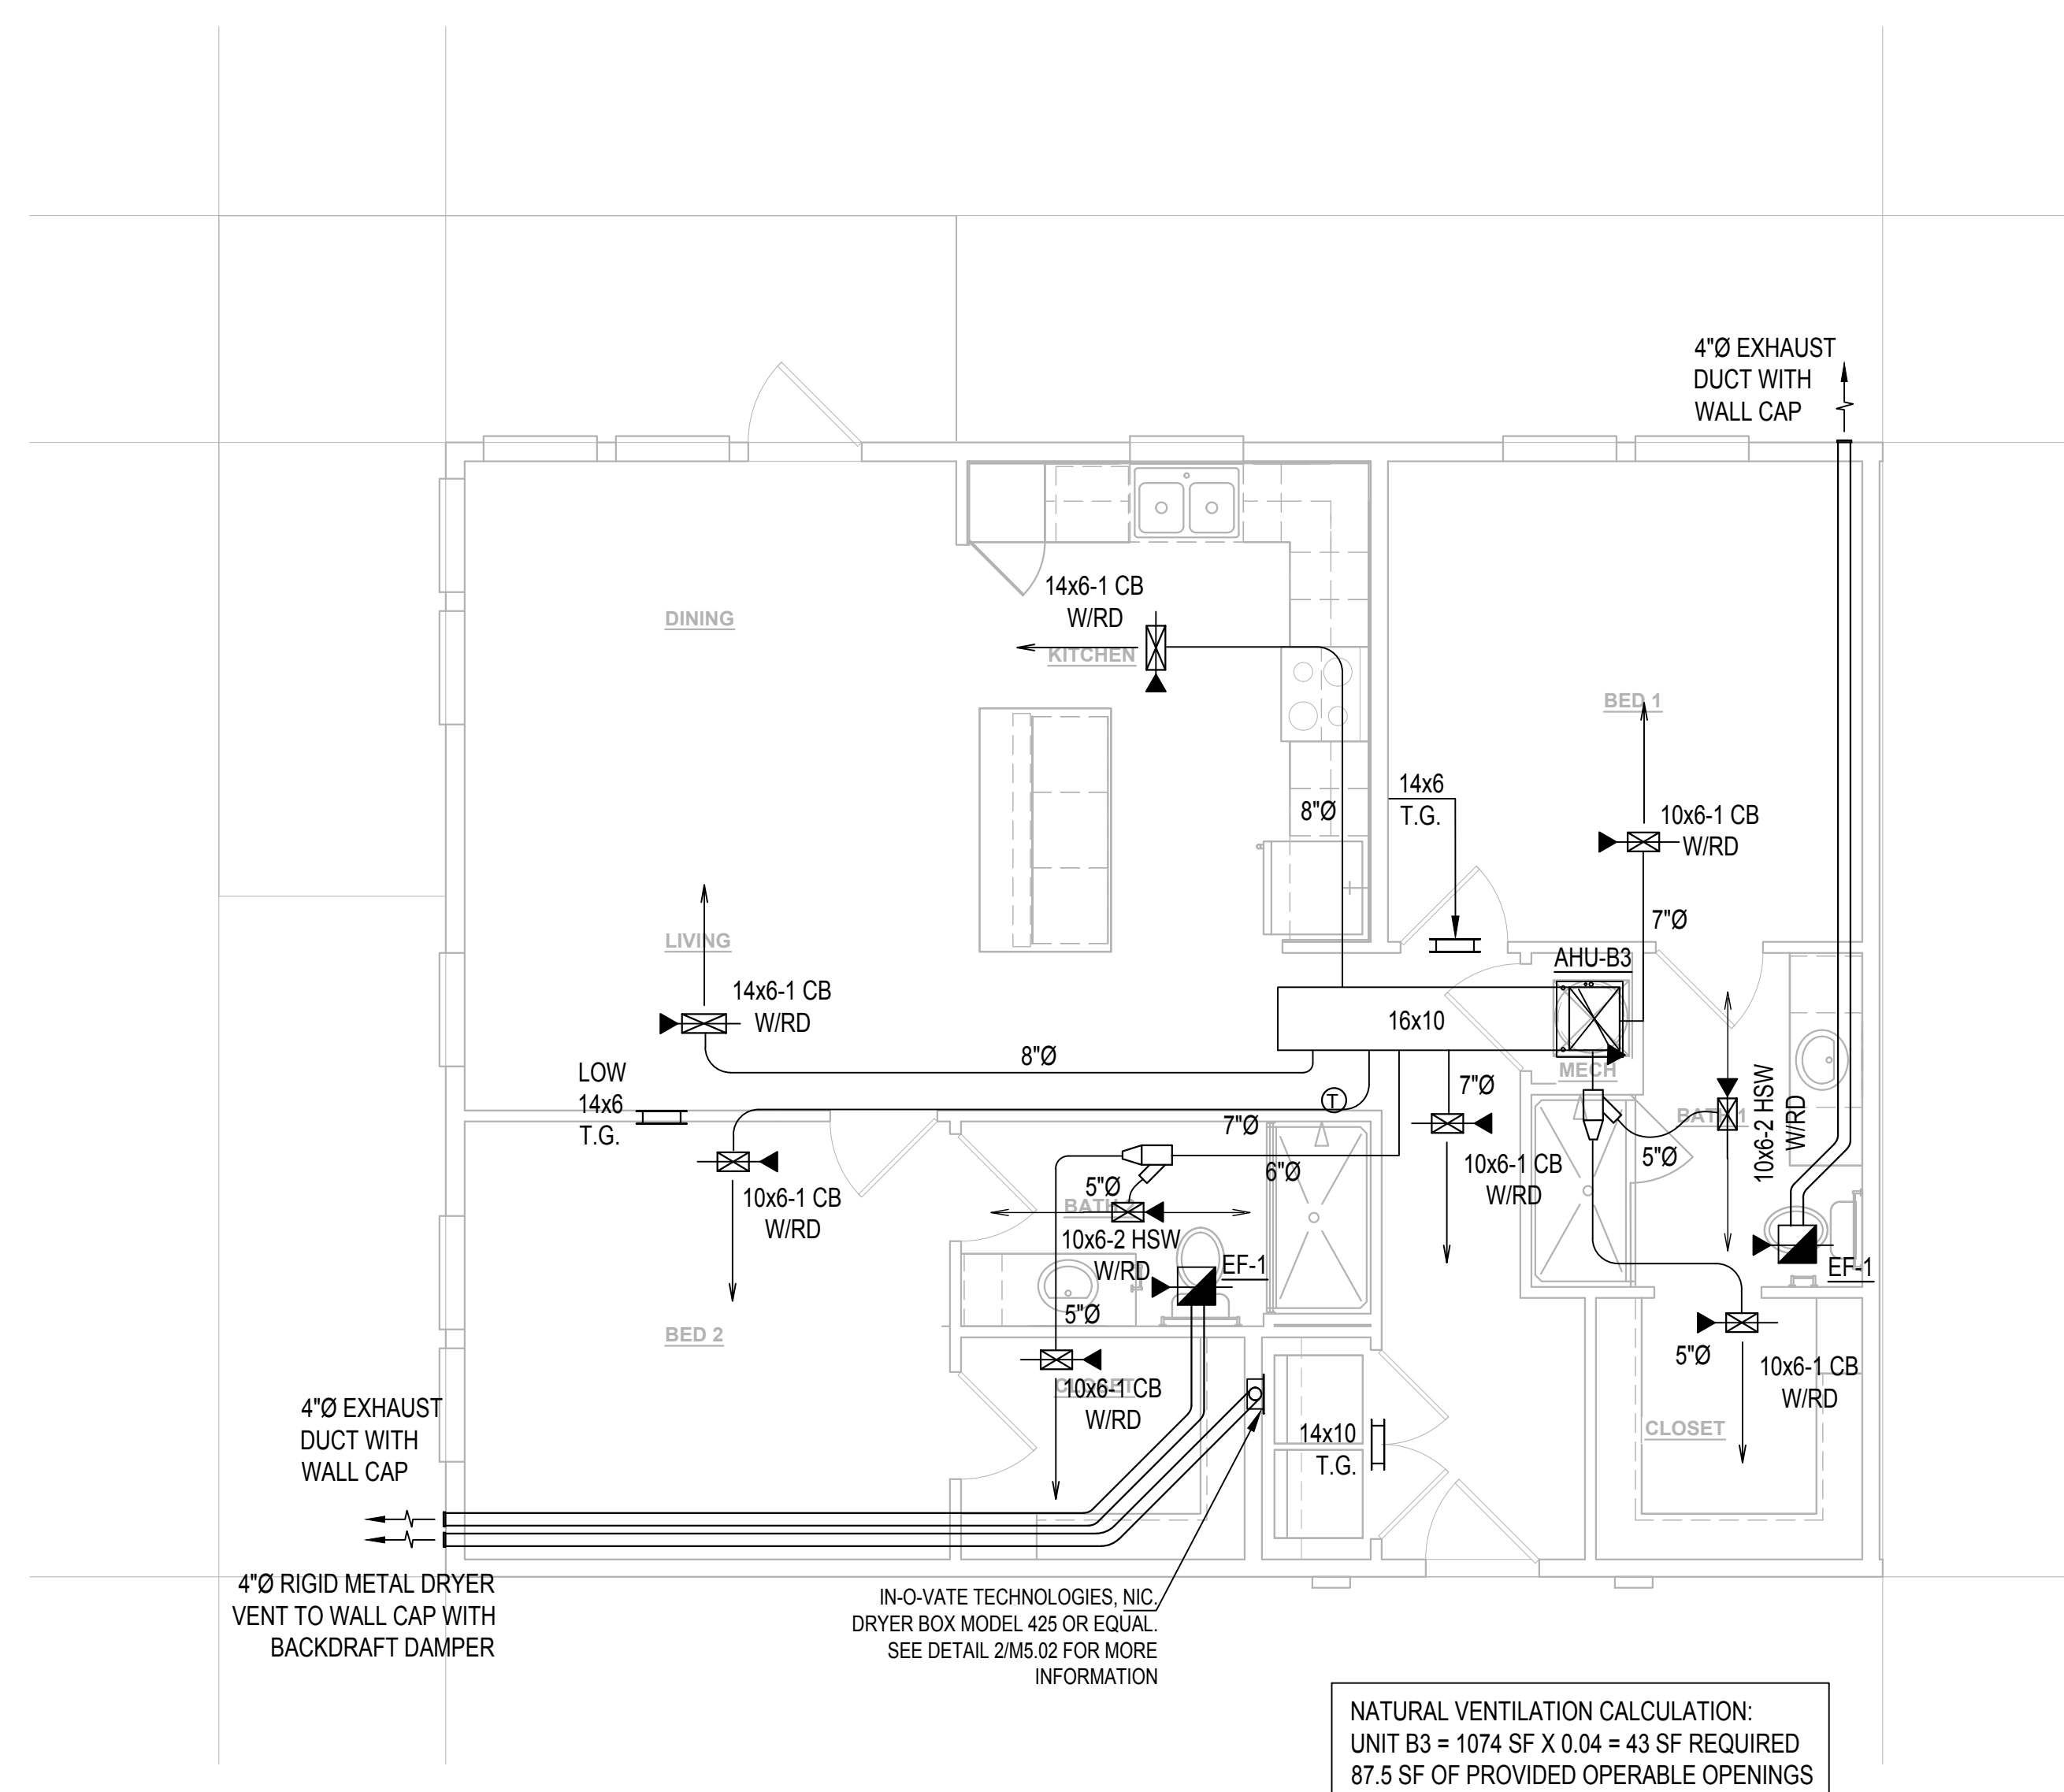 4"Ø EXHAUST
DUCT WITH
WALL CAP
14x6-1 CB
W/RD
DINING
KITCHEN
BED 1
14x6
T.G.
8"Ø
10x6-1 CB
W/RD
7"Ø
LIVING
AHU-B3
14x6-1 CB
W/RD
16x10
8"Ø
LOW
14x6
T.G.
MECH
7"Ø
T
BATH 1
10x6-2 HSW
W/RD
7"Ø
5"Ø
6"Ø
10x6-1 CB
W/RD
5"Ø
10x6-1 CB
W/RD
BATH
10x6-2 HSW
W/RD
EF-1
EF-1
5"Ø
BED 2
5"Ø
10x6-1 CB
W/RD
CLOSET
10x6-1 CB
W/RD
4"Ø EXHAUST
DUCT WITH
WALL CAP
14x10
T.G.
CLOSET
4"Ø RIGID METAL DRYER
VENT TO WALL CAP WITH
BACKDRAFT DAMPER
IN-O-VATE TECHNOLOGIES, NIC.
DRYER BOX MODEL 425 OR EQUAL.
SEE DETAIL 2/M5.02 FOR MORE
INFORMATION
NATURAL VENTILATION CALCULATION:
UNIT B3 = 1074 SF X 0.04 = 43 SF REQUIRED
87.5 SF OF PROVIDED OPERABLE OPENINGS